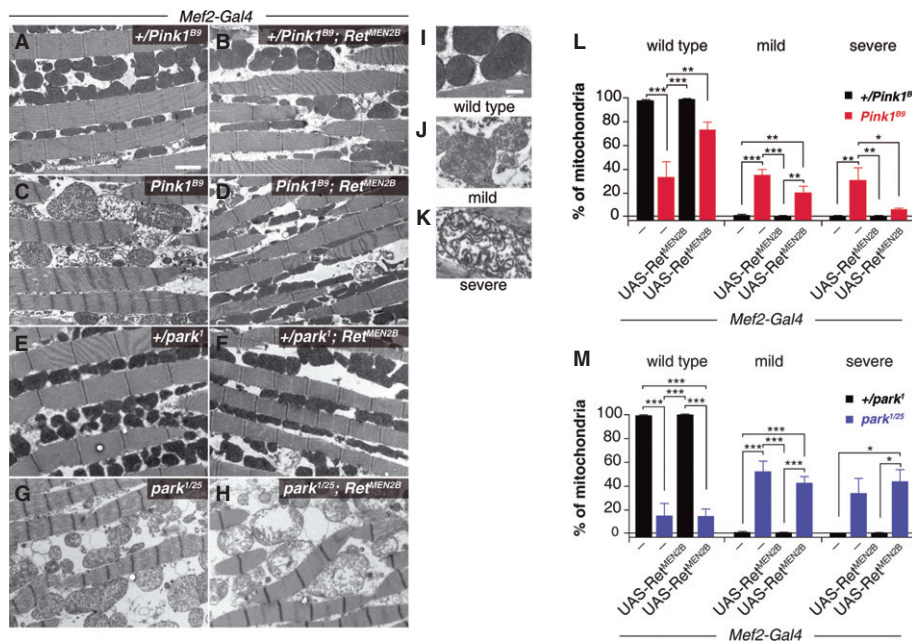 Mef2-Gal4
A +/Pink1B9
B +/Pink1B9; RetMEN2B
C Pink1B9
D Pink1B9; RetMEN2B
E +/park1
F +/park1; RetMEN2B
G park1/25
H park1/25; RetMEN2B
I
wild type
J
mild
K
severe
L
wild type mild severe
*** *** ** *** ** *** ** ** * **
+/Pink1B
Pink1B9
% of mitochondria
100
80
60
40
20
0
– – – – – –
UAS-RetMEN2B UAS-RetMEN2B UAS-RetMEN2B UAS-RetMEN2B UAS-RetMEN2B UAS-RetMEN2B
Mef2-Gal4
M
wild type mild severe
*** *** *** *** *** *** *** *** * *
+/park1
park1/25
% of mitochondria
100
80
60
40
20
0
– – – – – –
UAS-RetMEN2B UAS-RetMEN2B UAS-RetMEN2B UAS-RetMEN2B UAS-RetMEN2B UAS-RetMEN2B
Mef2-Gal4